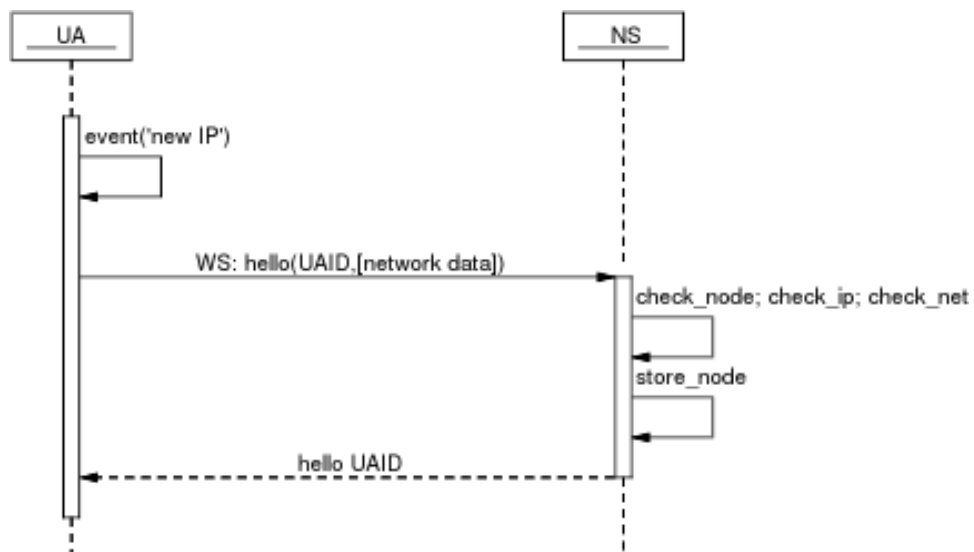 UA
NS
event('new IP')
WS: hello(UAID,[network data])
check_node; check_ip; check_net
store_node
hello UAID